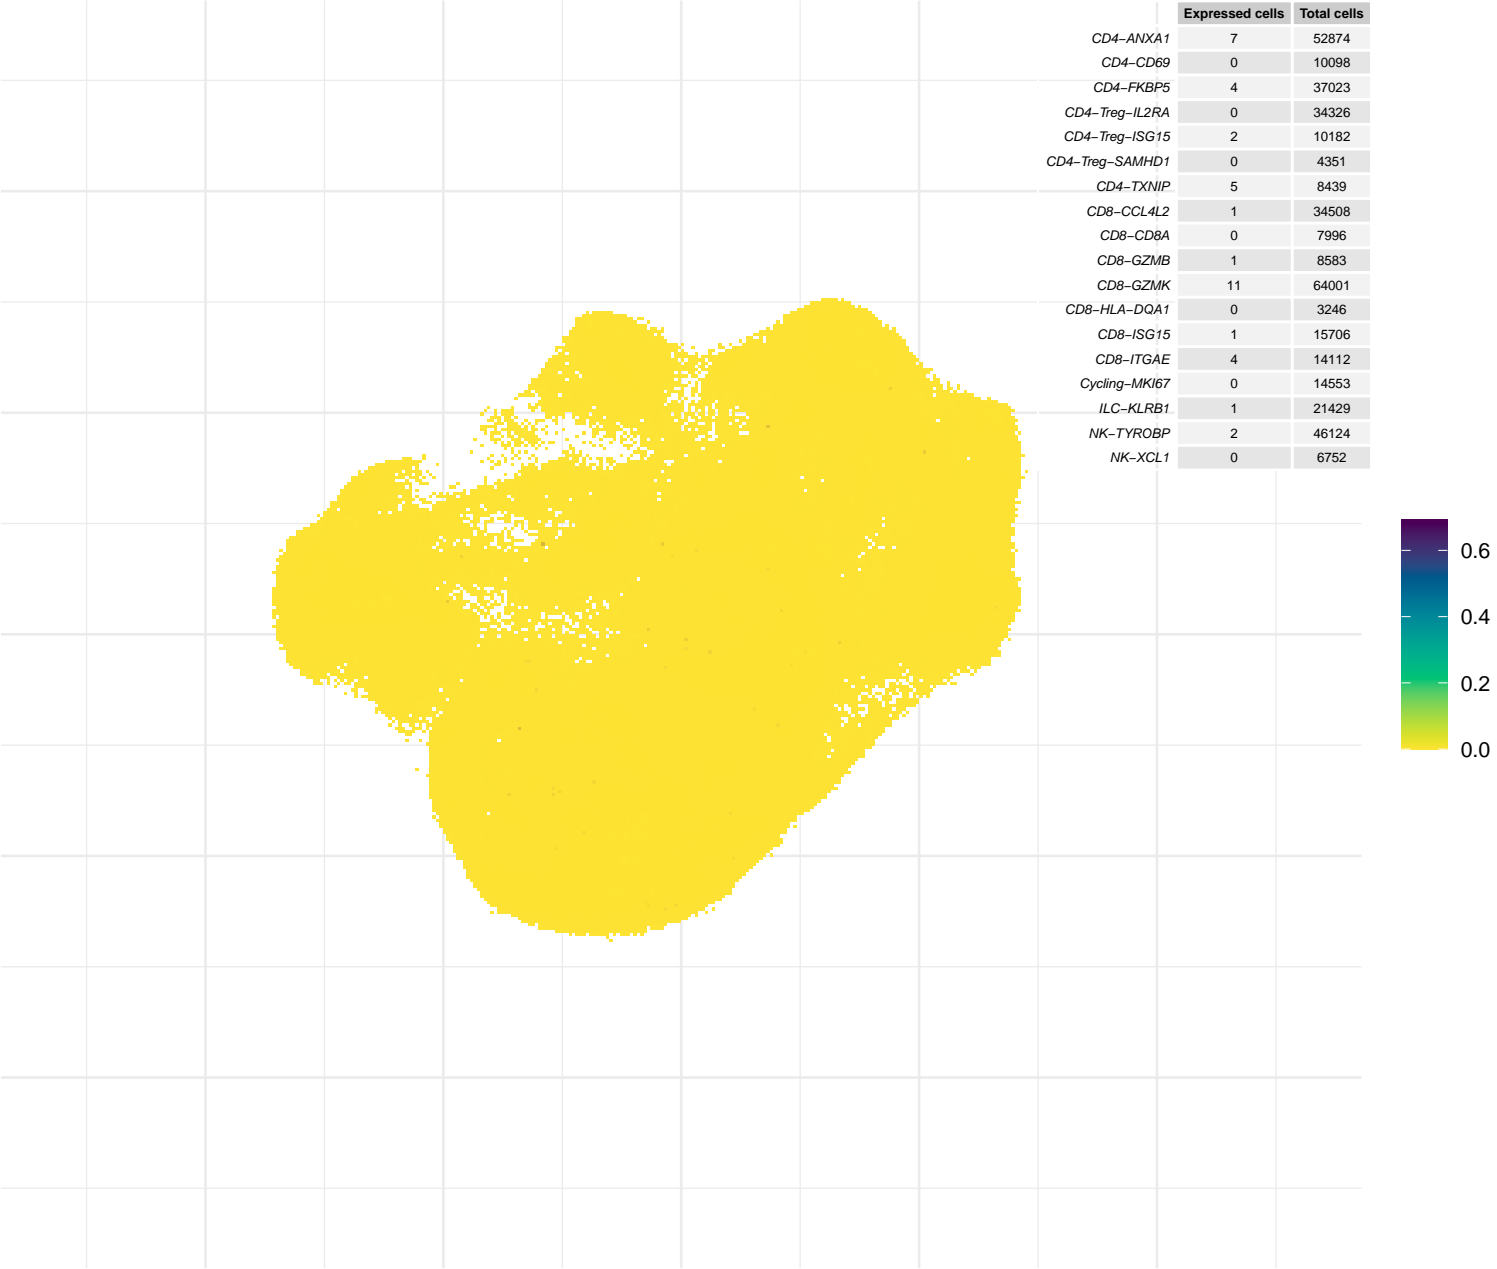 Expressed cells Total cells
CD4−ANXA1 7 52874
CD4−CD69 0 10098
CD4−FKBP5 4 37023
CD4−Treg−IL2RA 0 34326
CD4−Treg−ISG15 2 10182
CD4−Treg−SAMHD1 0 4351
CD4−TXNIP 5 8439
CD8−CCL4L2 1 34508
CD8−CD8A 0 7996
CD8−GZMB 1 8583
CD8−GZMK 11 64001
CD8−HLA−DQA1 0 3246
CD8−ISG15 1 15706
CD8−ITGAE 4 14112
Cycling−MKI67 0 14553
ILC−KLRB1 1 21429
NK−TYROBP 2 46124
NK−XCL1 0 6752
0.6
0.4
0.2
0.0